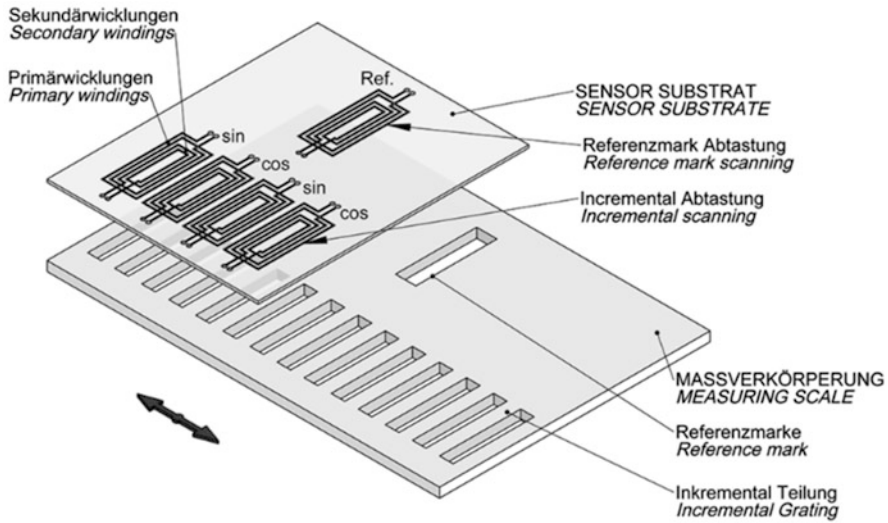 Sekundärwicklungen
Secondary windings
Primärwicklungen
Primary windings
sin
cos
sin
cos
Ref.
SENSOR SUBSTRAT
SENSOR SUBSTRATE
Referenzmark Abtastung
Reference mark scanning
Incremental Abtastung
Incremental scanning
MASSVERKÖRPERUNG
MEASURING SCALE
Referenzmarke
Reference mark
Inkremental Teilung
Incremental Grating